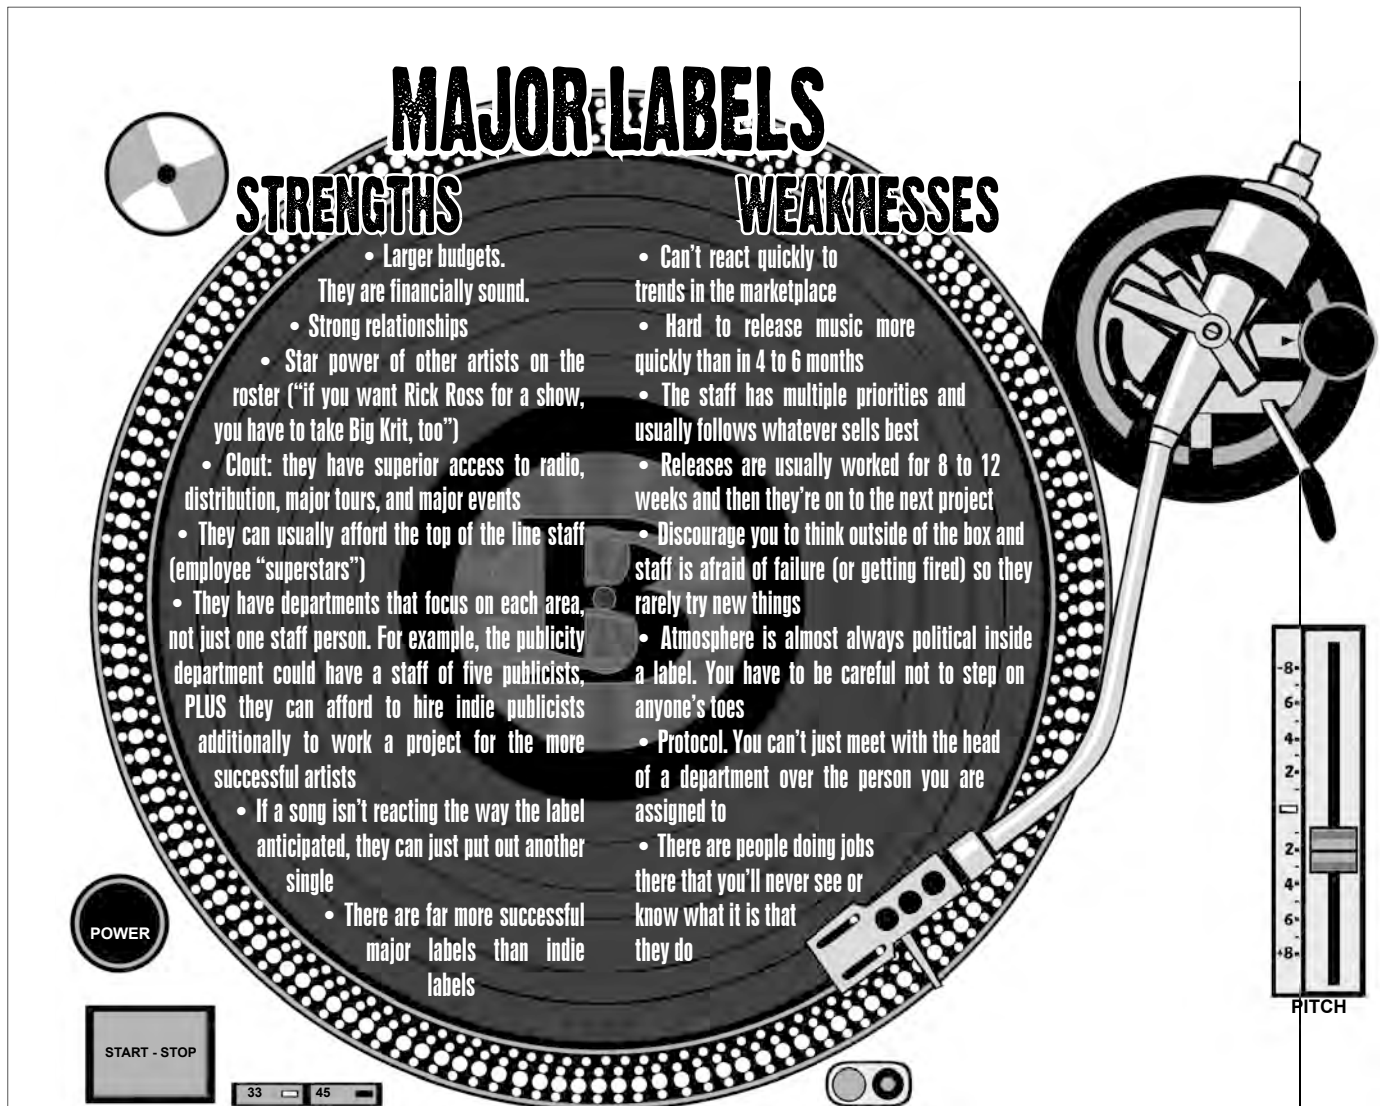 MAJOR LABELS
STRENGTHS
• Larger budgets.
They are financially sound.
• Strong relationships
• Star power of other artists on the
roster (“if you want Rick Ross for a show,
you have to take Big Krit, too”)
• Clout: they have superior access to radio,
distribution, major tours, and major events
• They can usually afford the top of the line staff
(employee “superstars”)
• They have departments that focus on each area,
not just one staff person. For example, the publicity
department could have a staff of five publicists,
PLUS they can afford to hire indie publicists
additionally to work a project for the more
successful artists
• If a song isn’t reacting the way the label
anticipated, they can just put out another
single
• There are far more successful
major labels than indie
labels
WEAKNESSES
• Can’t react quickly to
trends in the marketplace
• Hard to release music more
quickly than in 4 to 6 months
• The staff has multiple priorities and
usually follows whatever sells best
• Releases are usually worked for 8 to 12
weeks and then they’re on to the next project
• Discourage you to think outside of the box and
staff is afraid of failure (or getting fired) so they
rarely try new things
• Atmosphere is almost always political inside
a label. You have to be careful not to step on
anyone’s toes
• Protocol. You can’t just meet with the head
of a department over the person you are
assigned to
• There are people doing jobs
there that you’ll never see or
know what it is that
they do
-8
6
4
2
2
4
6
+8
PITCH
POWER
START - STOP
33 45